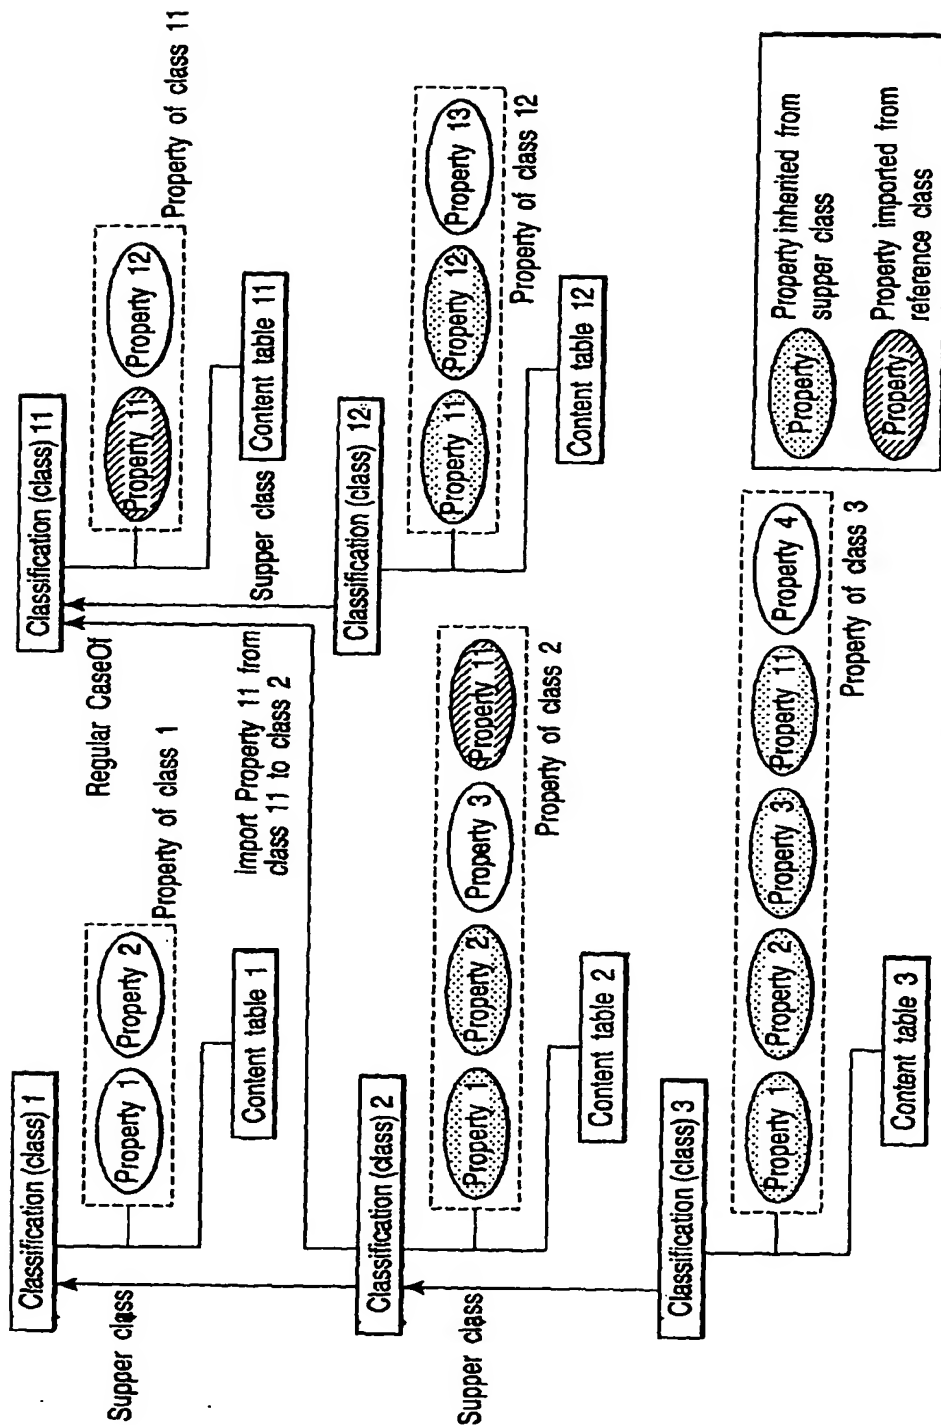 Classification (class) 1
Property 1
Property 2
Property of class 1
Content table 1
Supper class
Regular CaseOf
Classification (class) 11
Property 11
Property 12
Property of class 11
Content table 11
Supper class
Import Property 11 from
class 11 to class 2
Classification (class) 2
Property 1
Property 2
Property 3
Property 11
Property of class 2
Content table 2
Supper class
Classification (class) 12
Property 11
Property 12
Property 13
Property of class 12
Content table 12
Classification (class) 3
Property 1
Property 2
Property 3
Property 11
Property 4
Property of class 3
Content table 3
Property
Property inherited from
supper class
Property
Property imported from
reference class